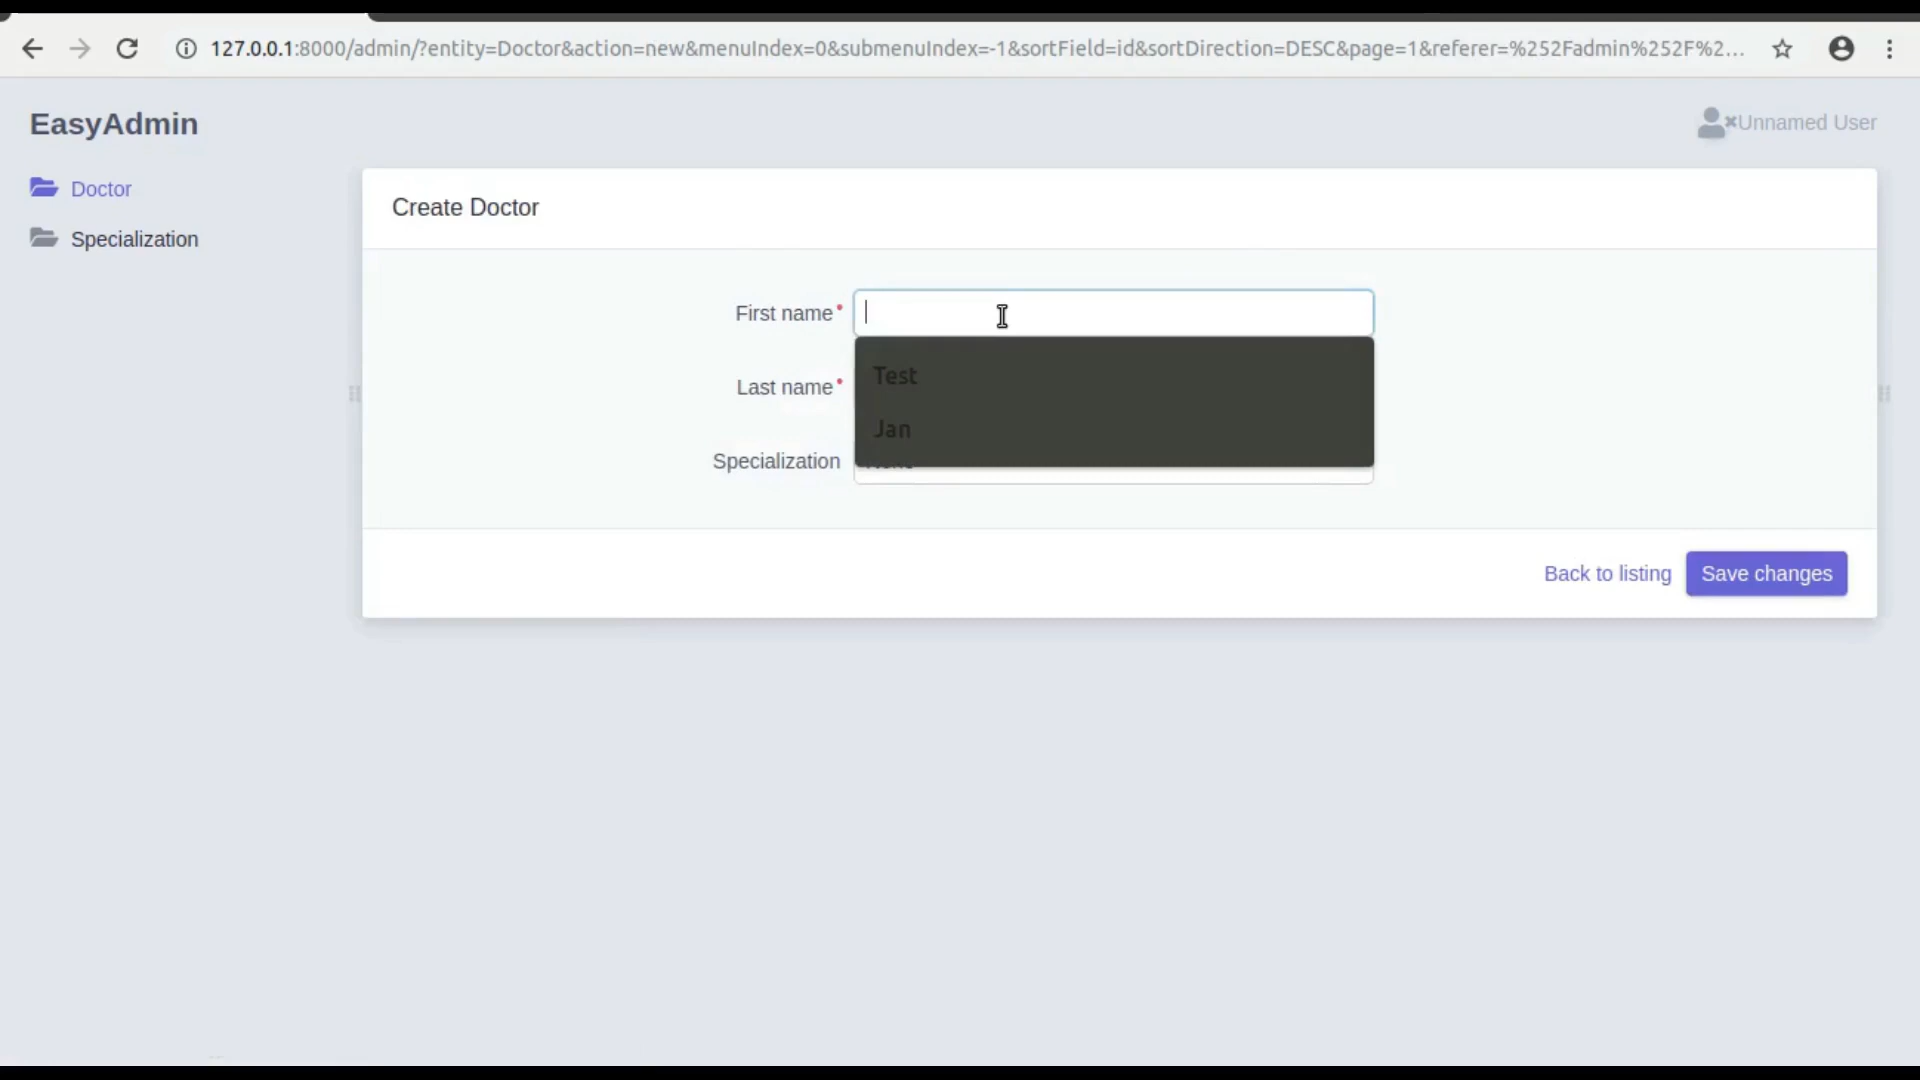 127.0.0.1:8000/admin/?entity=Doctor&action=new&menuIndex=0&submenuIndex=-1&sortField=id&sortDirection=DESC&page=1&referer=%252Fadmin%252F%2...
EasyAdmin
Unnamed User
Doctor
Specialization
Create Doctor
First name*
Test
Last name*
Jan
Specialization
Back to listing
Save changes